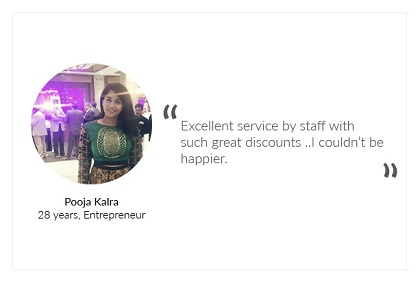 “
Excellent service by staff with
such great discounts ..I couldn't be
happier.
”
Pooja Kalra
28 years, Entrepreneur